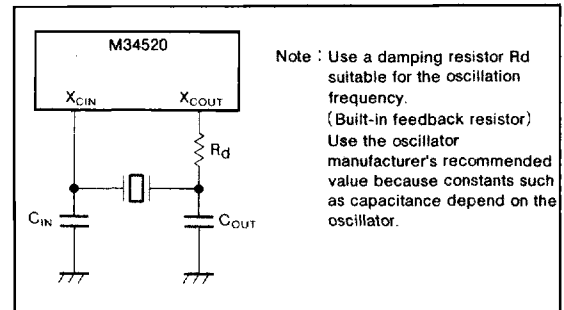 M34520
XCIN
XCOUT
Rd
CIN
COUT
Note : Use a damping resistor Rd
suitable for the oscillation
frequency.
(Built-in feedback resistor)
Use the oscillator
manufacturer's recommended
value because constants such
as capacitance depend on the
oscillator.